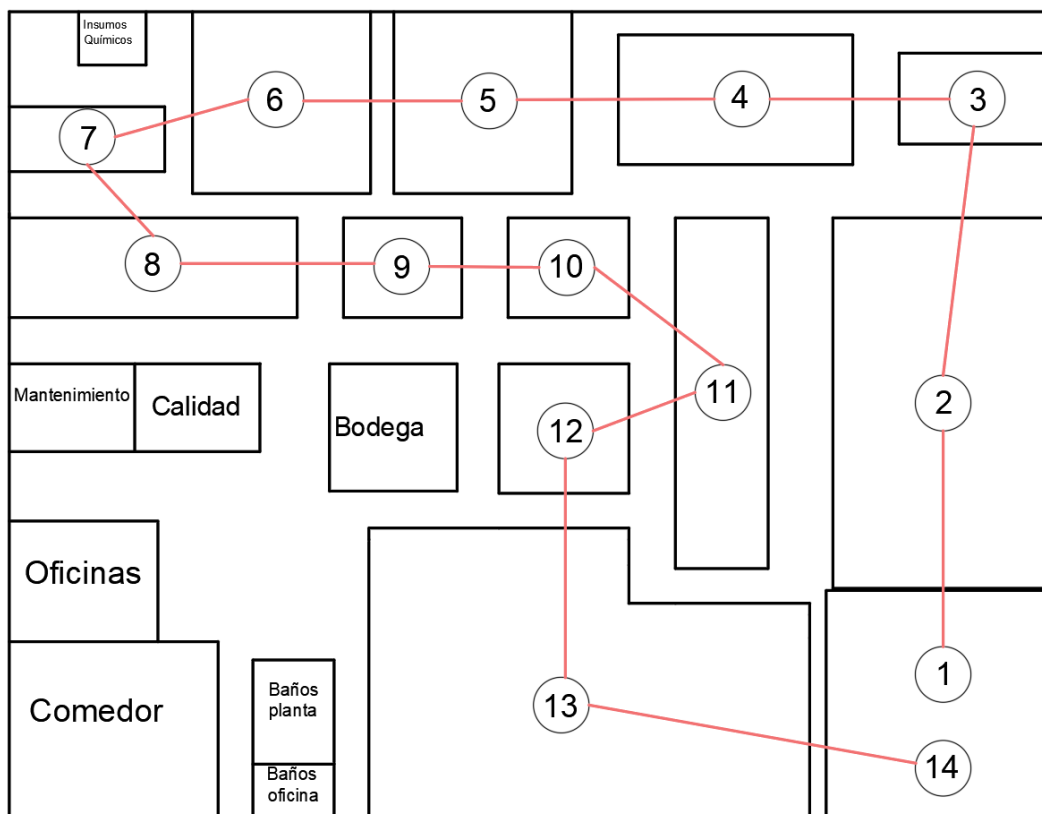 Insumos
Químicos
6
5
4
3
7
8
9
10
Mantenimiento
Calidad
Bodega
12
11
2
Oficinas
Comedor
Baños
planta
Baños
oficina
13
1
14